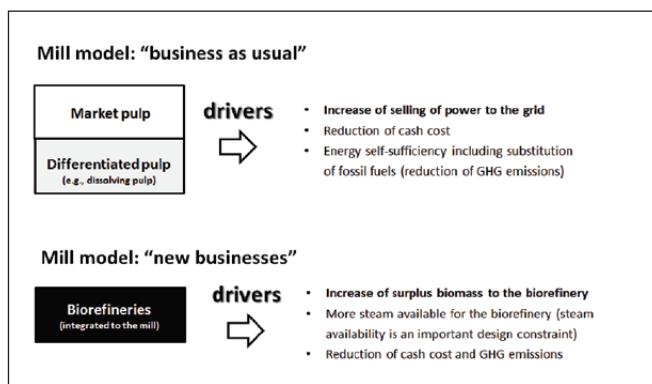 Mill model: “business as usual”
Market pulp
Differentiated pulp
(e.g., dissolving pulp)
drivers
• Increase of selling of power to the grid
• Reduction of cash cost
• Energy self-sufficiency including substitution
of fossil fuels (reduction of GHG emissions)
Mill model: “new businesses”
Biorefineries
(integrated to the mill)
drivers
• Increase of surplus biomass to the biorefinery
• More steam available for the biorefinery (steam
availability is an important design constraint)
• Reduction of cash cost and GHG emissions